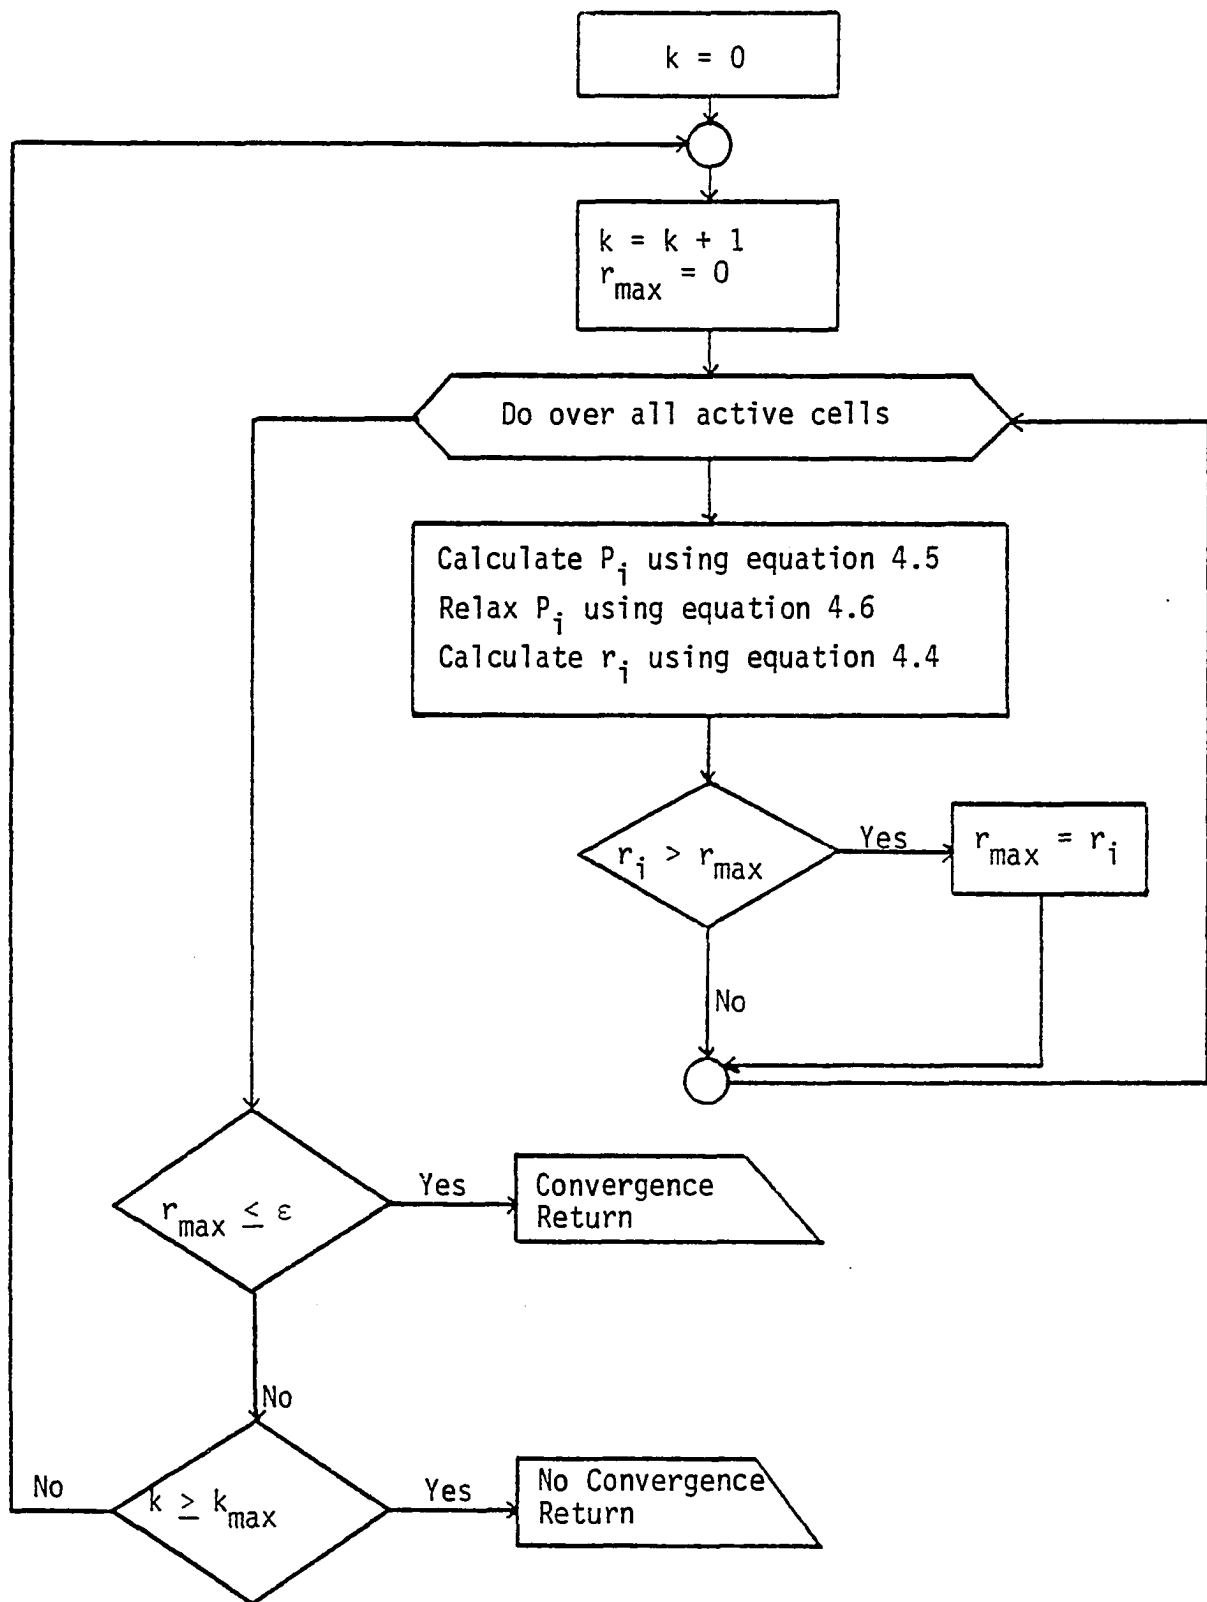 k = 0
k = k + 1
r_max = 0
Do over all active cells
Calculate P_i using equation 4.5
Relax P_i using equation 4.6
Calculate r_i using equation 4.4
r_i > r_max
Yes
r_max = r_i
No
r_max ≤ ε
Yes
Convergence
Return
No
k ≥ k_max
No
Yes
No Convergence
Return